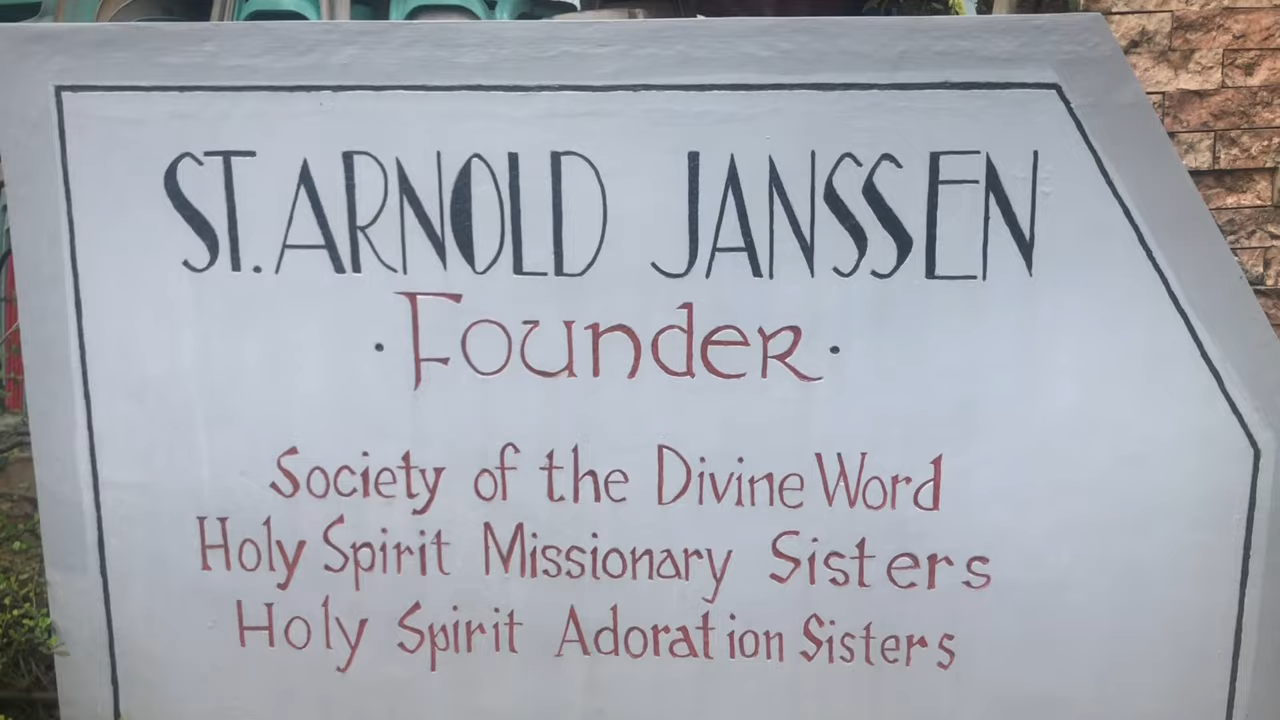 ST. ARNOLD JANSSEN
·Founder·
Society of the Divine Word
Holy Spirit Missionary Sisters
Holy Spirit Adoration Sisters